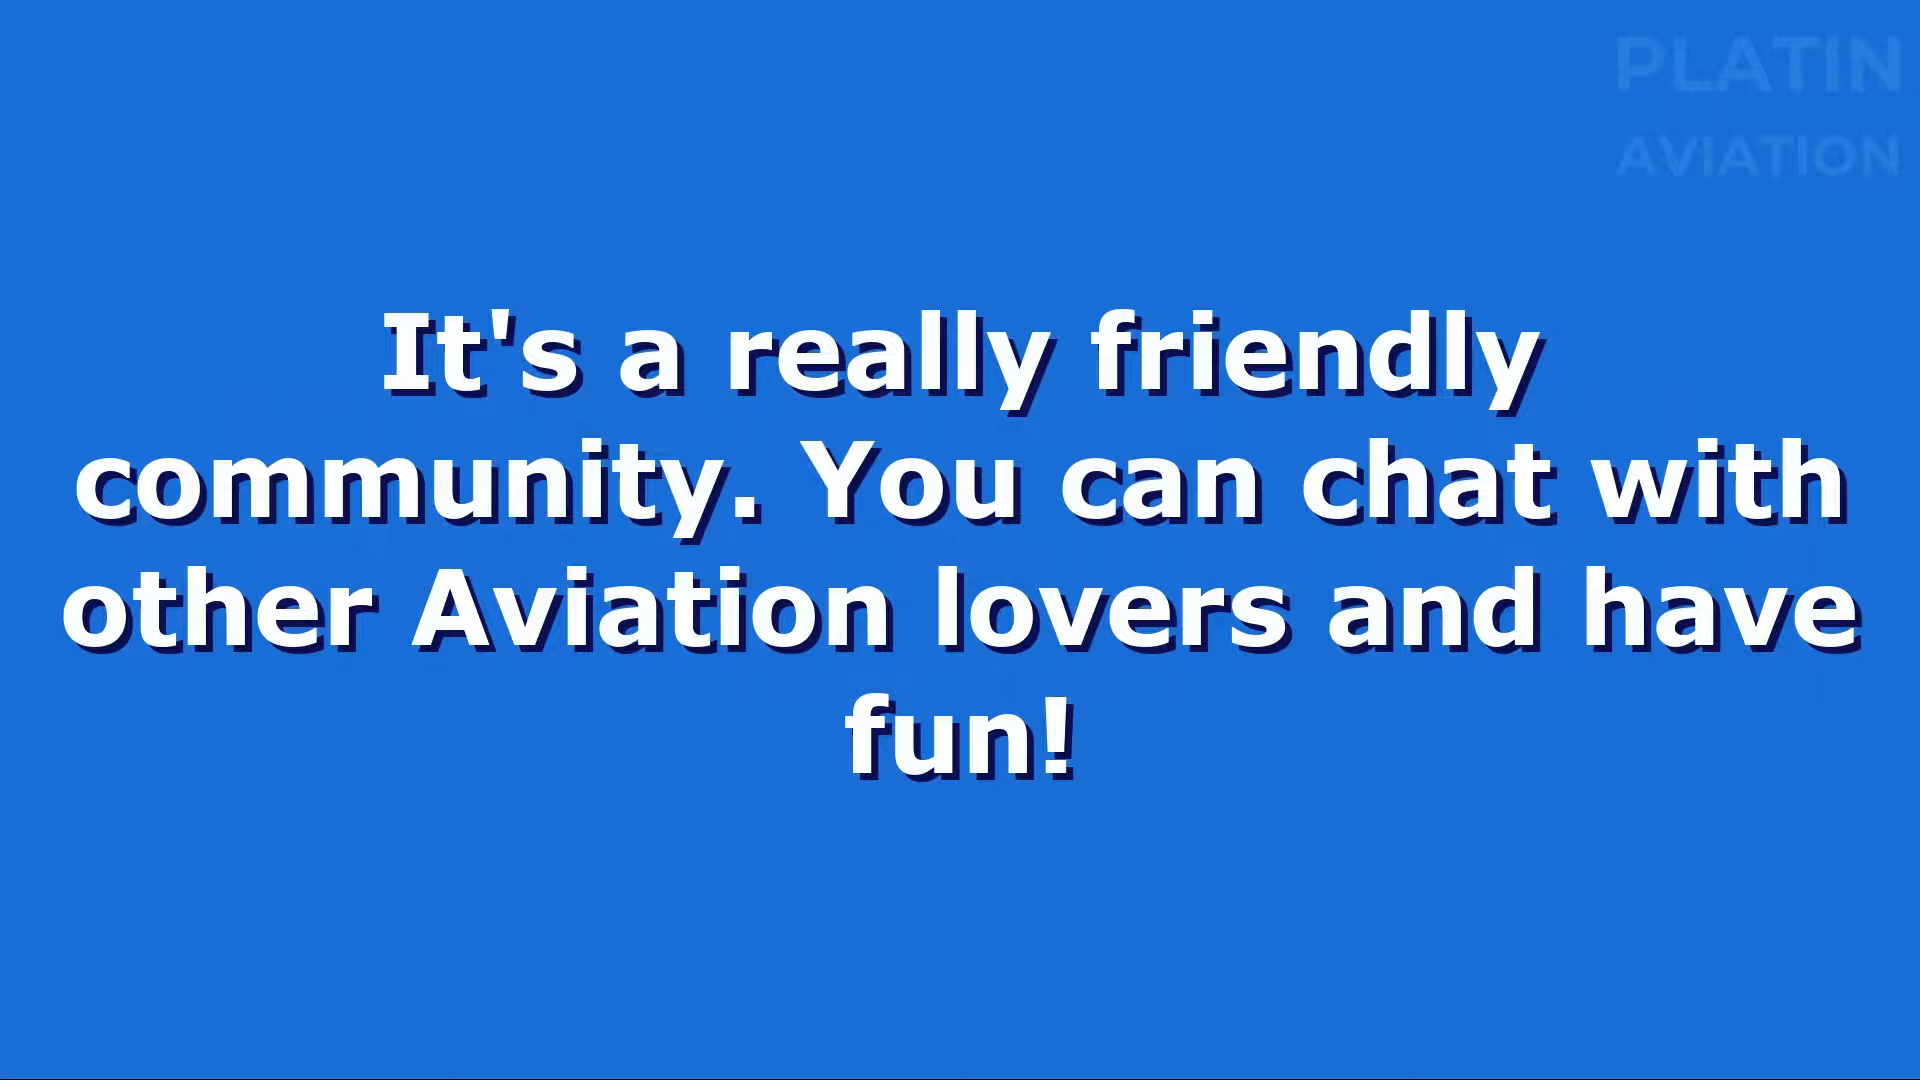 PLATIN
AVIATION
It's a really friendly
community. You can chat with
other Aviation lovers and have
fun!